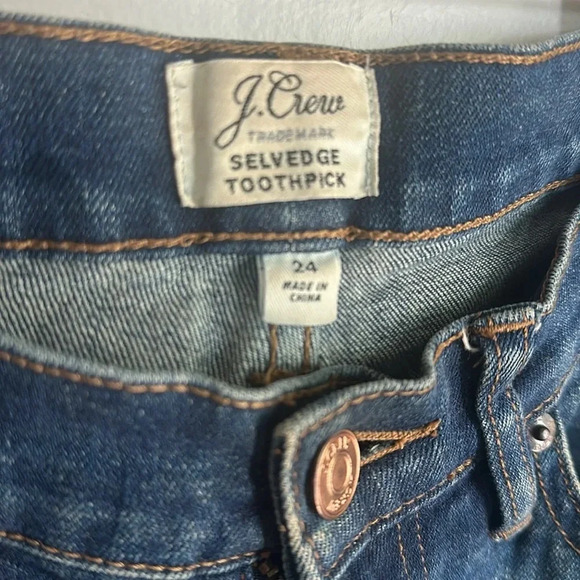 J.Crew
TRADEMARK
SELVEDGE
TOOTHPICK
24
MADE IN
CHINA